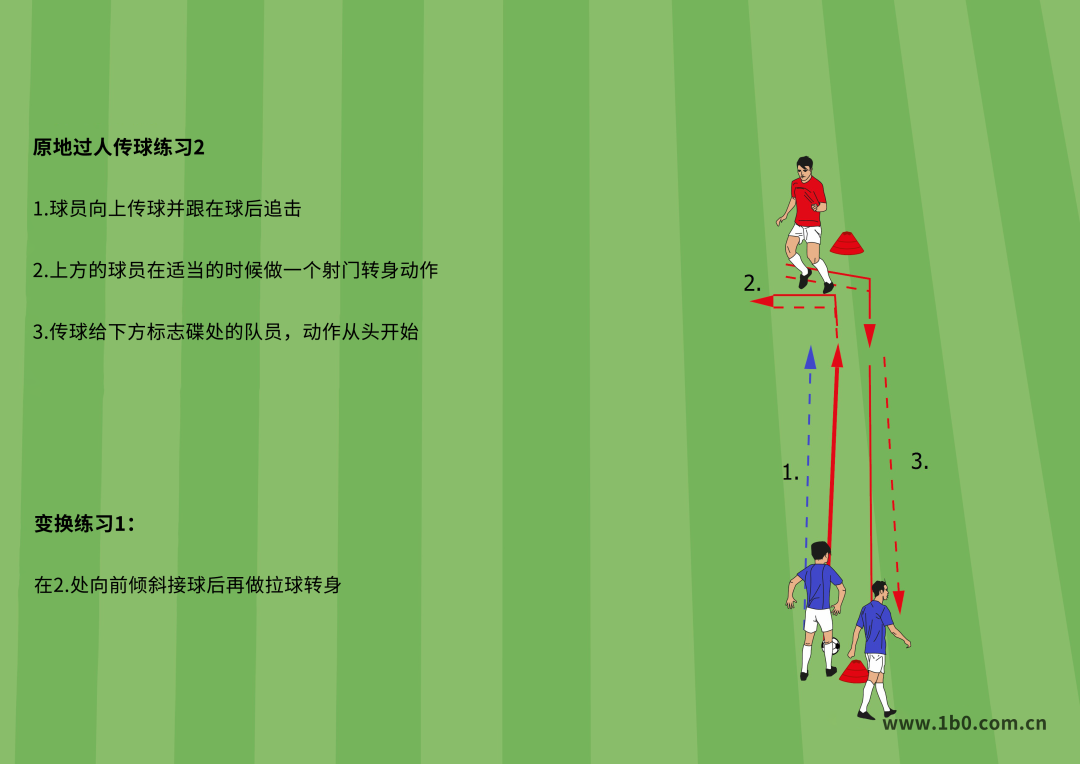 原地过人传球练习2
1.球员向上传球并跟在球后追击
2.上方的球员在适当的时候做一个射门转身动作
3.传球给下方标志碟处的队员，动作从头开始
变换练习1：
在2.处向前倾斜接球后再做拉球转身
2.
1.
3.
www.1b0.com.cn